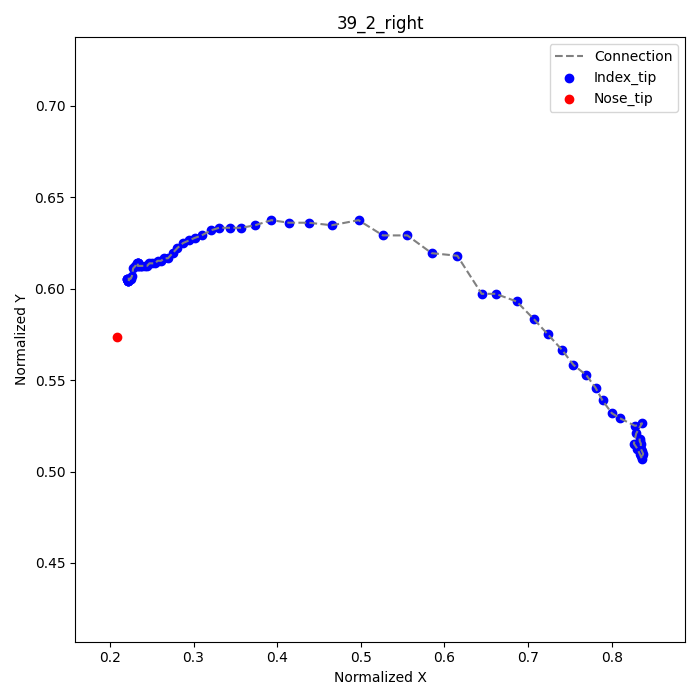 39_2_right
Connection
Index_tip
Nose_tip
0.70
0.65
0.60
0.55
0.50
0.45
Normalized Y
0.2 0.3 0.4 0.5 0.6 0.7 0.8
Normalized X